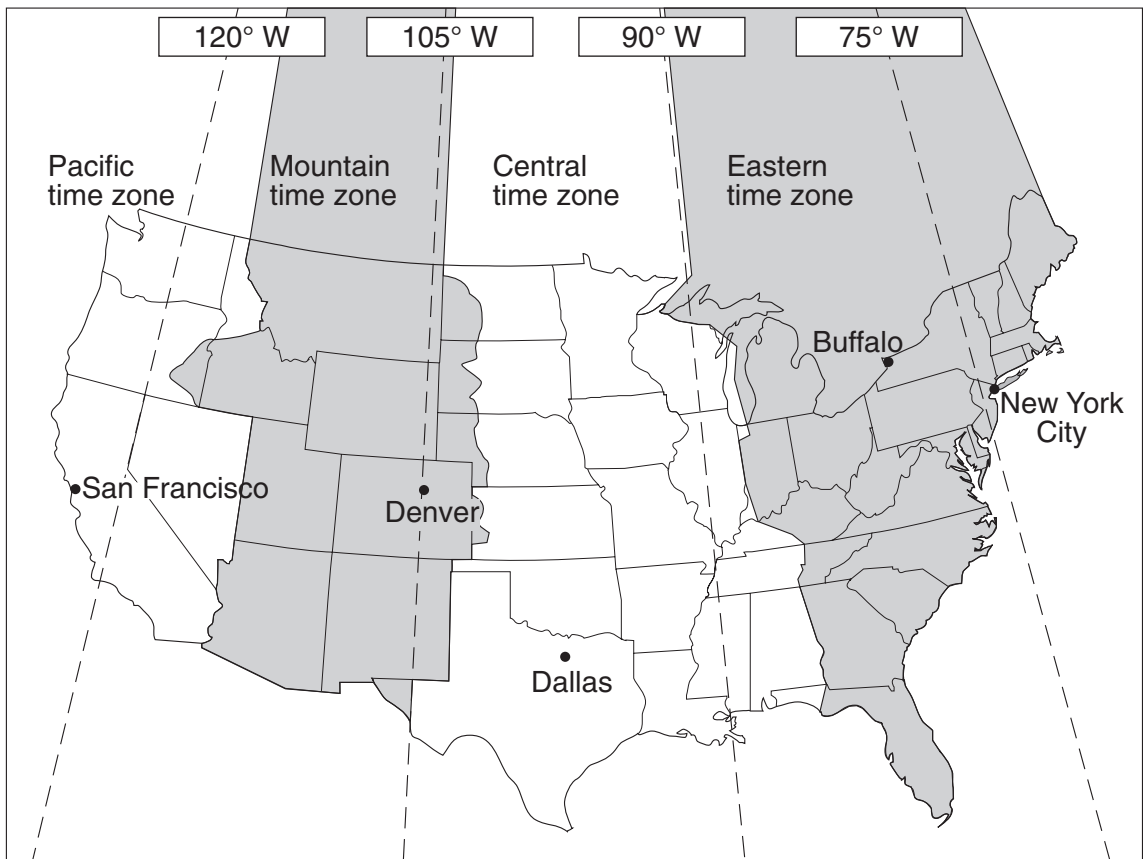 120° W
105° W
90° W
75° W
Pacific
time zone
Mountain
time zone
Central
time zone
Eastern
time zone
Buffalo
New York
City
San Francisco
Denver
Dallas